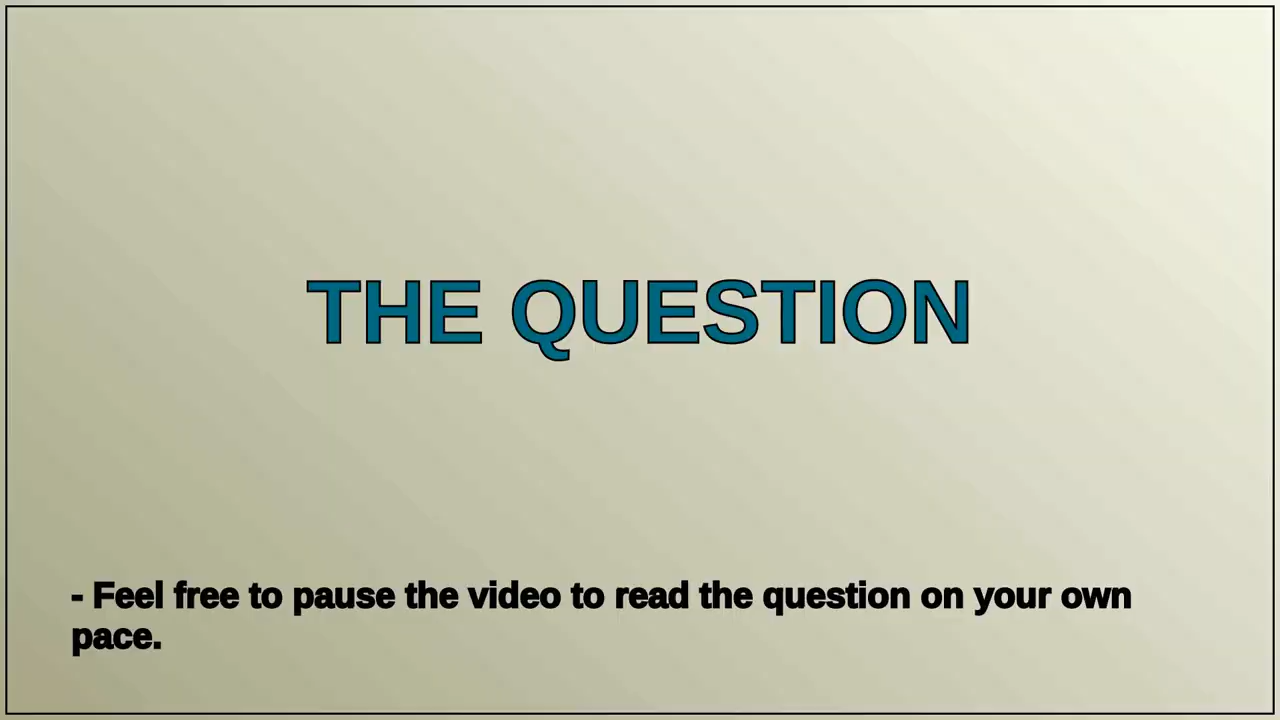 THE QUESTION
- Feel free to pause the video to read the question on your own
pace.